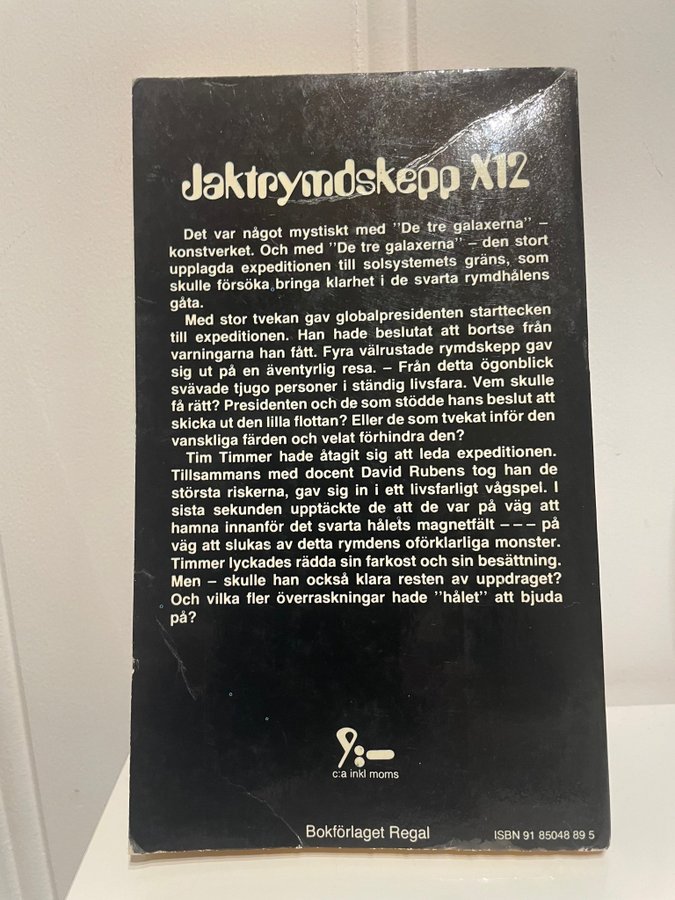 Jaktrymdskepp X12
Det var något mystiskt med "De tre galaxerna" –
konstverket. Och med "De tre galaxerna" – den stort
upplagda expeditionen till solsystemets gräns, som
skulle försöka bringa klarhet i de svarta rymdhålens
gåta.
Med stor tvekan gav globalpresidenten starttecken
till expeditionen. Han hade beslutat att bortse från
varningarna han fått. Fyra välrustade rymdskepp gav
sig ut på en äventyrlig resa. – Från detta ögonblick
svävade tjugo personer i ständig livsfara. Vem skulle
få rätt? Presidenten och de som stödde hans beslut att
skicka ut den lilla flottan? Eller de som tvekat inför den
vanskliga färden och velat förhindra den?
Tim Timmer hade åtagit sig att leda expeditionen.
Tillsammans med docent David Rubens tog han de
största riskerna, gav sig in i ett livsfarligt vågspel. I
sista sekunden upptäckte de att de var på väg att
hamna innanför det svarta hålets magnetfält – – – på
väg att slukas av detta rymdens oförklarliga monster.
Timmer lyckades rädda sin farkost och sin besättning.
Men – skulle han också klara resten av uppdraget?
Och vilka fler överraskningar hade "hålet" att bjuda
på?
9:–
c:a inkl moms
Bokförlaget Regal
ISBN 91 85048 89 5